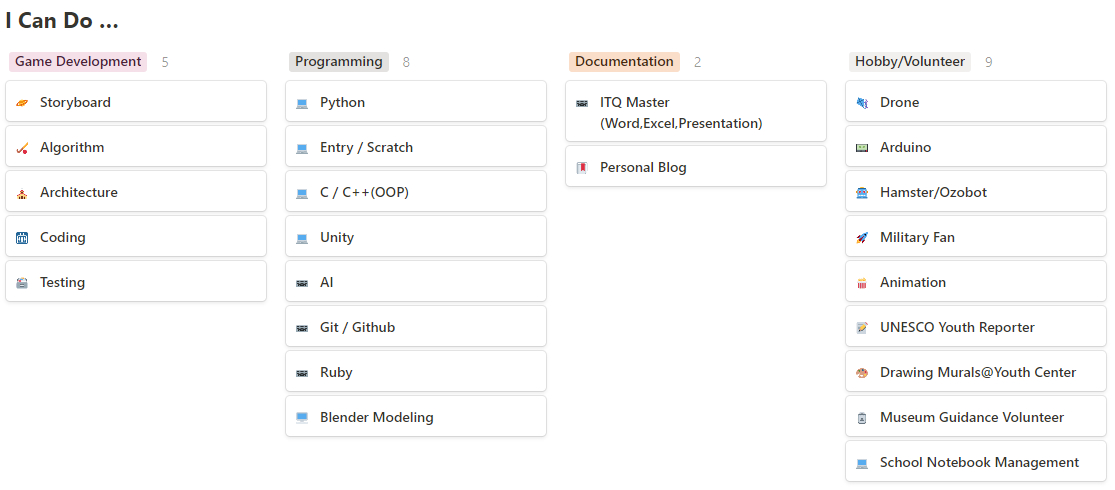 I Can Do ...
Game Development 5
Storyboard
Algorithm
Architecture
Coding
Testing
Programming 8
Python
Entry / Scratch
C / C++(OOP)
Unity
AI
Git / Github
Ruby
Blender Modeling
Documentation 2
ITQ Master
(Word,Excel,Presentation)
Personal Blog
Hobby/Volunteer 9
Drone
Arduino
Hamster/Ozobot
Military Fan
Animation
UNESCO Youth Reporter
Drawing Murals@Youth Center
Museum Guidance Volunteer
School Notebook Management